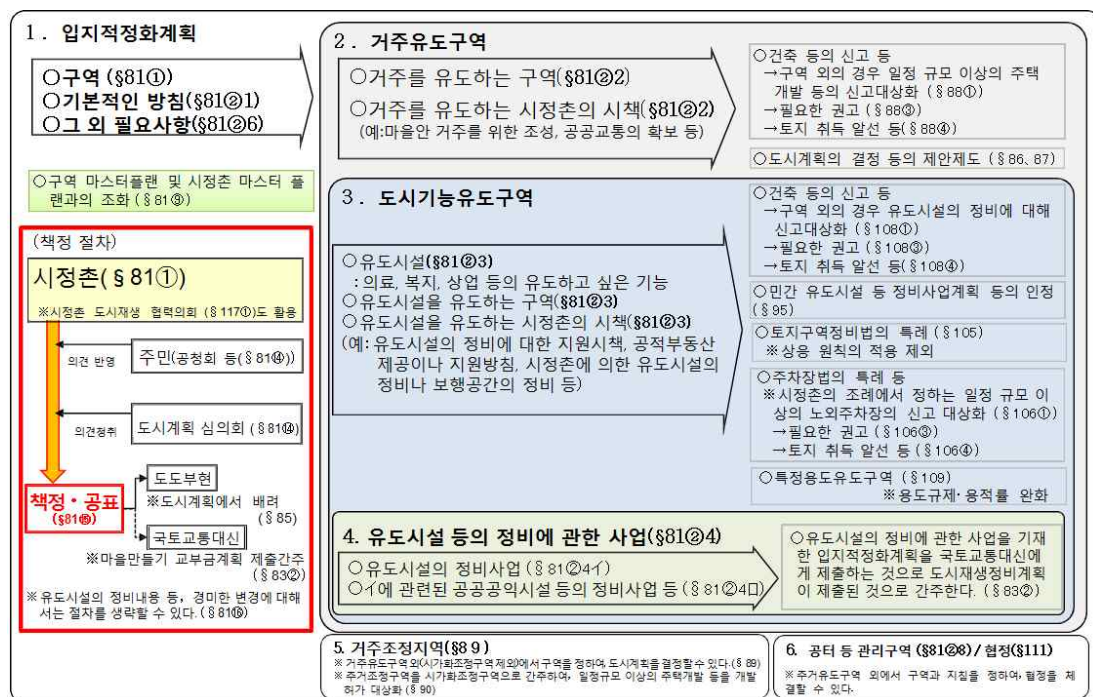 1. 입지적정화계획
○구역 (§81①)
○기본적인 방침(§81②1)
○그 외 필요사항(§81②6)
○구역 마스터플랜 및 시정촌 마스터 플
랜과의 조화 (§81⑨)
(책정 절차)
시정촌(§81①)
※시정촌 도시재생 협력의회 (§117①)도 활용
의견 반영
주민(공청회 등(§81⑭))
의견청취
도시계획 심의회 (§81⑭)
책정・공표
(§81⑮)
도도부현
※도시계획에서 배려
(§85)
국토교통대신
※마을만들기 교부금계획 제출간주
(§83②)
※ 유도시설의 정비내용 등, 경미한 변경에 대해
서는 절차를 생략할 수 있다.(§81⑯)
2. 거주유도구역
○거주를 유도하는 구역(§81②2)
○거주를 유도하는 시정촌의 시책(§81②2)
(예:마을안 거주를 위한 조성, 공공교통의 확보 등)
○건축 등의 신고 등
→구역 외의 경우 일정 규모 이상의 주택
개발 등의 신고대상화 (§88①)
→필요한 권고 (§88③)
→토지 취득 알선 등(§88④)
○도시계획의 결정 등의 제안제도 (§86、87)
3. 도시기능유도구역
○유도시설(§81②3)
:의료, 복지, 상업 등의 유도하고 싶은 기능
○유도시설을 유도하는 구역(§81②3)
○유도시설을 유도하는 시정촌의 시책(§81②3)
(예: 유도시설의 정비에 대한 지원시책, 공적부동산
제공이나 지원방침, 시정촌에 의한 유도시설의
정비나 보행공간의 정비 등)
○건축 등의 신고 등
→구역 외의 경우 유도시설의 정비에 대해
신고대상화 (§108①)
→필요한 권고 (§108③)
→토지 취득 알선 등(§108④)
○민간 유도시설 등 정비사업계획 등의 인정
(§95)
○토지구역정비법의 특례 (§105)
※상응 원칙의 적용 제외
○주차장법의 특례 등
※시정촌의 조례에서 정하는 일정 규모 이
상의 노외주차장의 신고 대상화 (§106①)
→필요한 권고 (§106③)
→토지 취득 알선 등 (§106④)
○특정용도유도구역 (§109)
※용도규제·용적률 완화
4. 유도시설 등의 정비에 관한 사업(§81②4)
○유도시설의 정비사업 (§81②4イ)
○イ에 관련된 공공공익시설 등의 정비사업 등 (§81②4ロ)
○유도시설의 정비에 관한 사업을 기재
한 입지적정화계획을 국토교통대신에
게 제출하는 것으로 도시재생정비계획
이 제출된 것으로 간주한다. (§83②)
5. 거주조정지역(§89)
※ 거주유도구역외(시가화조정구역제외)에서 구역을 정하여, 도시계획을 결정할 수 있다.(§ 89)
※ 주거조정구역을 시가화조정구역으로 간주하여, 일정규모 이상의 주택개발 등을 개발
허가 대상화 (§ 90)
6. 공터 등 관리구역 (§81②8) / 협정(§111)
※주거유도구역 외에서 구역과 지침을 정하여, 협정을 체
결할 수 있다.